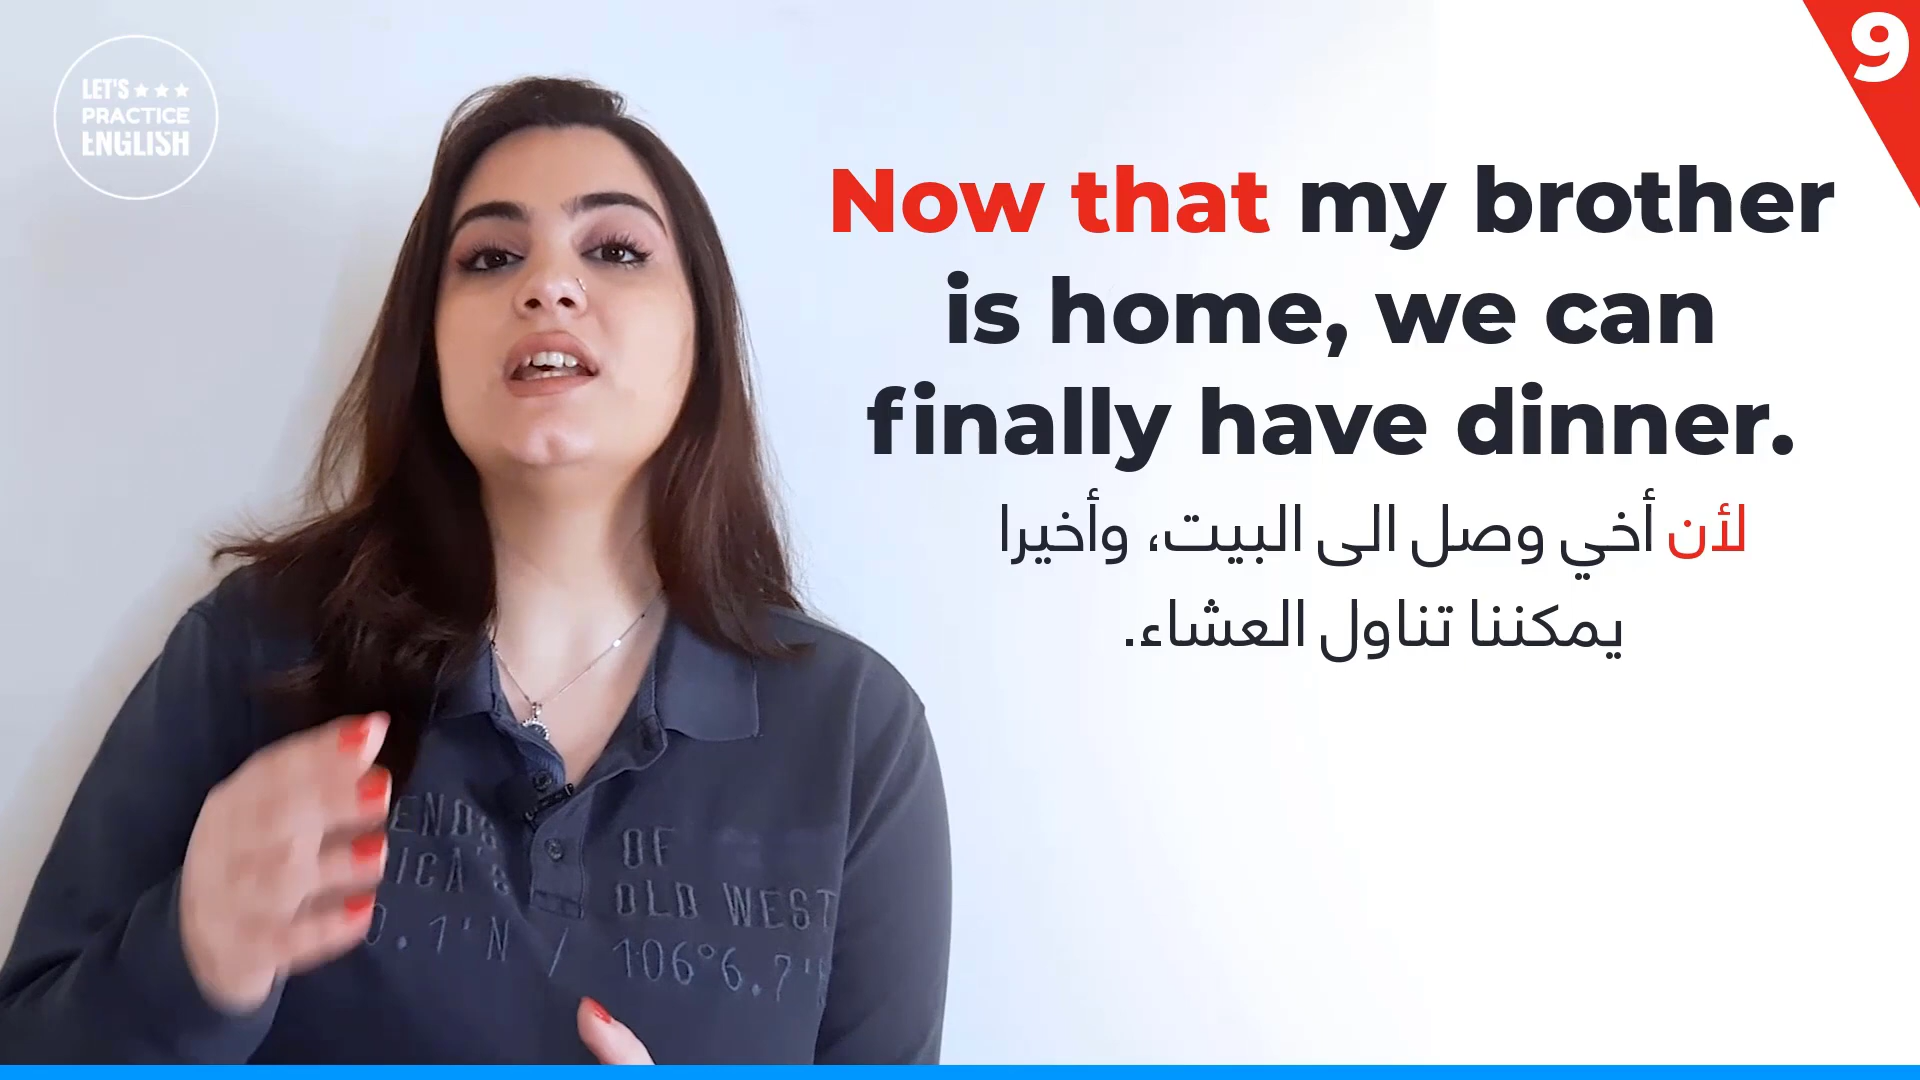 LET'S
PRACTICE
ENGLISH
9
Now that my brother
is home, we can
finally have dinner.
لأن أخي وصل الى البيت، وأخيرا
يمكننا تناول العشاء.
OF
OLD WEST
.1'N / 106°6.7'